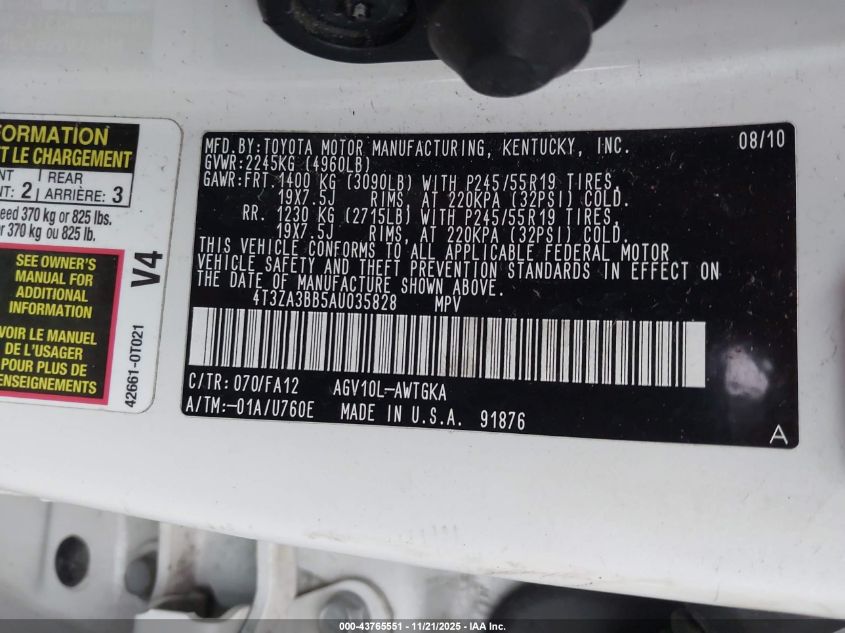 FORMATION
T LE CHARGEMENT
NT
REAR
NT: 2
ARRIÈRE: 3
eed 370 kg or 825 lbs.
r 370 kg ou 825 lb.
SEE OWNER'S
MANUAL FOR
ADDITIONAL
INFORMATION
VOIR LE MANUEL
DE L'USAGER
POUR PLUS DE
ENSEIGNEMENTS
V4
42661-0T021
MFD.BY:TOYOTA MOTOR MANUFACTURING, KENTUCKY, INC. 08/10
GVWR:2245KG (4960LB)
GAWR:FRT.1400 KG (3090LB) WITH P245/55R19 TIRES,
19X7.5J RIMS, AT 220KPA (32PSI) COLD.
RR. 1230 KG (2715LB) WITH P245/55R19 TIRES,
19X7.5J RIMS, AT 220KPA (32PSI) COLD.
THIS VEHICLE CONFORMS TO ALL APPLICABLE FEDERAL MOTOR
VEHICLE SAFETY AND THEFT PREVENTION STANDARDS IN EFFECT ON
THE DATE OF MANUFACTURE SHOWN ABOVE.
4T3ZA3BB5AU035828 MPV
C/TR: 070/FA12 AGV10L-AWTGKA
A/TM:-01A/U760E MADE IN U.S.A. 91876
A
000-43765551 - 11/21/2025 - IAA Inc.